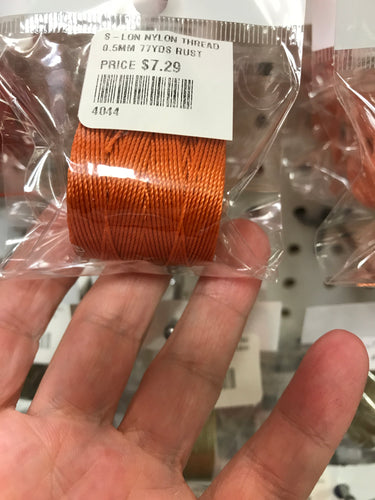 S-LON NYLON THREAD
0.5MM 77YDS RUST
PRICE $7.29
4044